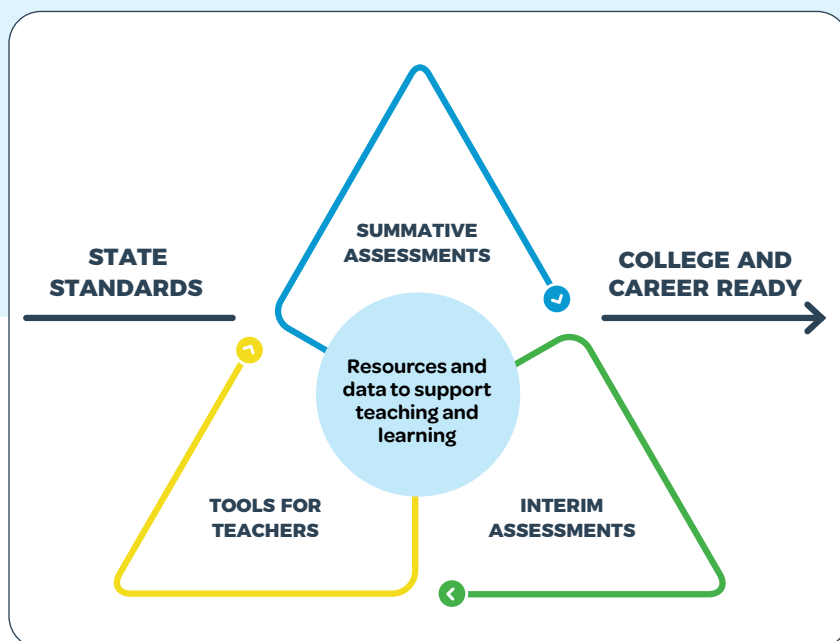 SUMMATIVE
ASSESSMENTS
STATE
STANDARDS
COLLEGE AND
CAREER READY
Resources and
data to support
teaching and
learning
TOOLS FOR
TEACHERS
INTERIM
ASSESSMENTS